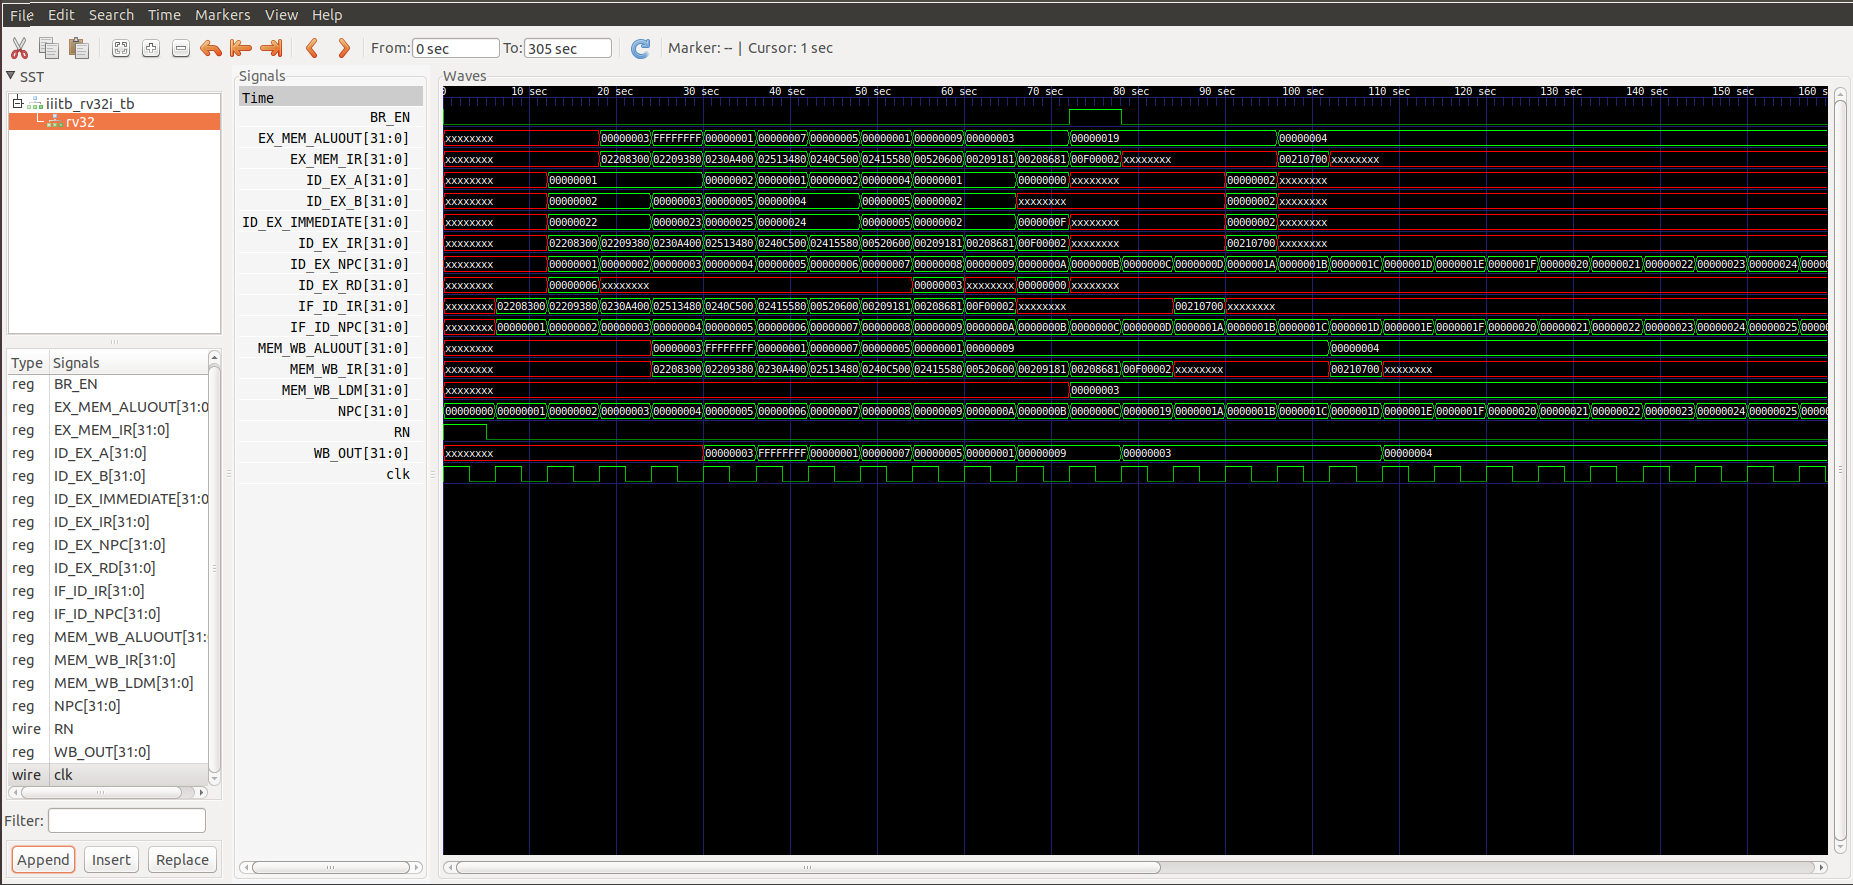 File Edit Search Time Markers View Help
From: 0 sec To: 305 sec Marker: -- | Cursor: 1 sec
SST
iiitb_rv32i_tb
rv32
Type Signals
reg BR_EN
reg EX_MEM_ALUOUT[31:0
reg EX_MEM_IR[31:0]
reg ID_EX_A[31:0]
reg ID_EX_B[31:0]
reg ID_EX_IMMEDIATE[31:0
reg ID_EX_IR[31:0]
reg ID_EX_NPC[31:0]
reg ID_EX_RD[31:0]
reg IF_ID_IR[31:0]
reg IF_ID_NPC[31:0]
reg MEM_WB_ALUOUT[31:
reg MEM_WB_IR[31:0]
reg MEM_WB_LDM[31:0]
reg NPC[31:0]
wire RN
reg WB_OUT[31:0]
wire clk
Filter:
Append Insert Replace
Signals
Time
BR_EN
EX_MEM_ALUOUT[31:0]
EX_MEM_IR[31:0]
ID_EX_A[31:0]
ID_EX_B[31:0]
ID_EX_IMMEDIATE[31:0]
ID_EX_IR[31:0]
ID_EX_NPC[31:0]
ID_EX_RD[31:0]
IF_ID_IR[31:0]
IF_ID_NPC[31:0]
MEM_WB_ALUOUT[31:0]
MEM_WB_IR[31:0]
MEM_WB_LDM[31:0]
NPC[31:0]
RN
WB_OUT[31:0]
clk
Waves
0 10 sec 20 sec 30 sec 40 sec 50 sec 60 sec 70 sec 80 sec 90 sec 100 sec 110 sec 120 sec 130 sec 140 sec 150 sec 160 s
xxxxxxxx 00000003 FFFFFFFF 00000001 00000007 00000005 00000001 00000009 00000003 00000019 00000004
xxxxxxxx 02208300 02209380 0230A400 02513480 0240C500 02415580 00520600 00209181 00208681 00F00002 xxxxxxxx 00210700 xxxxxxxx
xxxxxxxx 00000001 00000002 00000001 00000002 00000004 00000001 00000000 xxxxxxxx 00000002 xxxxxxxx
xxxxxxxx 00000002 00000003 00000005 00000004 00000005 00000002 xxxxxxxx 00000002 xxxxxxxx
xxxxxxxx 00000022 00000023 00000025 00000024 00000005 00000002 0000000F xxxxxxxx 00000002 xxxxxxxx
xxxxxxxx 02208300 02209380 0230A400 02513480 0240C500 02415580 00520600 00209181 00208681 00F00002 xxxxxxxx 00210700 xxxxxxxx
xxxxxxxx 00000001 00000002 00000003 00000004 00000005 00000006 00000007 00000008 00000009 0000000A 0000000B 0000000C 0000000D 0000001A 0000001B 0000001C 0000001D 0000001E 0000001F 00000020 00000021 00000022 00000023 00000024 0000
xxxxxxxx 00000006 xxxxxxxx 00000003 xxxxxxxx 00000000 xxxxxxxx
xxxxxxxx 02208300 02209380 0230A400 02513480 0240C500 02415580 00520600 00209181 00208681 00F00002 xxxxxxxx 00210700 xxxxxxxx
xxxxxxxx 00000001 00000002 00000003 00000004 00000005 00000006 00000007 00000008 00000009 0000000A 0000000B 0000000C 0000000D 0000001A 0000001B 0000001C 0000001D 0000001E 0000001F 00000020 00000021 00000022 00000023 00000024 00000025 0000
xxxxxxxx 00000003 FFFFFFFF 00000001 00000007 00000005 00000001 00000009 00000004
xxxxxxxx 02208300 02209380 0230A400 02513480 0240C500 02415580 00520600 00209181 00208681 00F00002 xxxxxxxx 00210700 xxxxxxxx
xxxxxxxx 00000003
00000000 00000001 00000002 00000003 00000004 00000005 00000006 00000007 00000008 00000009 0000000A 0000000B 0000000C 00000019 0000001A 0000001B 0000001C 0000001D 0000001E 0000001F 00000020 00000021 00000022 00000023 00000024 00000025 0000
xxxxxxxx 00000003 FFFFFFFF 00000001 00000007 00000005 00000001 00000009 00000003 00000004